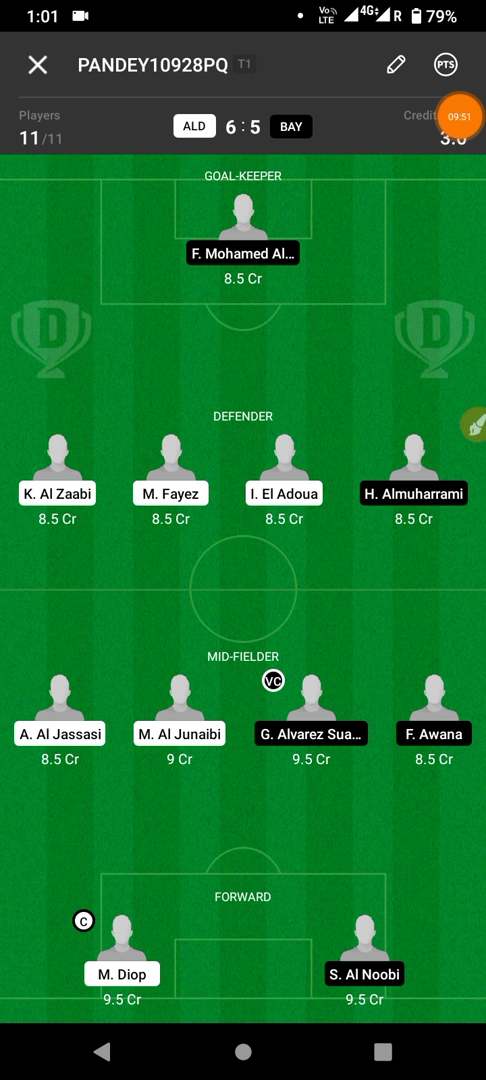 1:01
Vo LTE 4G R 79%
PANDEY10928PQ T1
PTS
Players
11/11
ALD 6 : 5 BAY
Credit
3.0
09:51
GOAL-KEEPER
F. Mohamed Al...
8.5 Cr
D D
DEFENDER
K. Al Zaabi M. Fayez I. El Adoua H. Almuharrami
8.5 Cr 8.5 Cr 8.5 Cr 8.5 Cr
MID-FIELDER
VC
A. Al Jassasi M. Al Junaibi G. Alvarez Sua... F. Awana
8.5 Cr 9 Cr 9.5 Cr 8.5 Cr
FORWARD
C
M. Diop S. Al Noobi
9.5 Cr 9.5 Cr